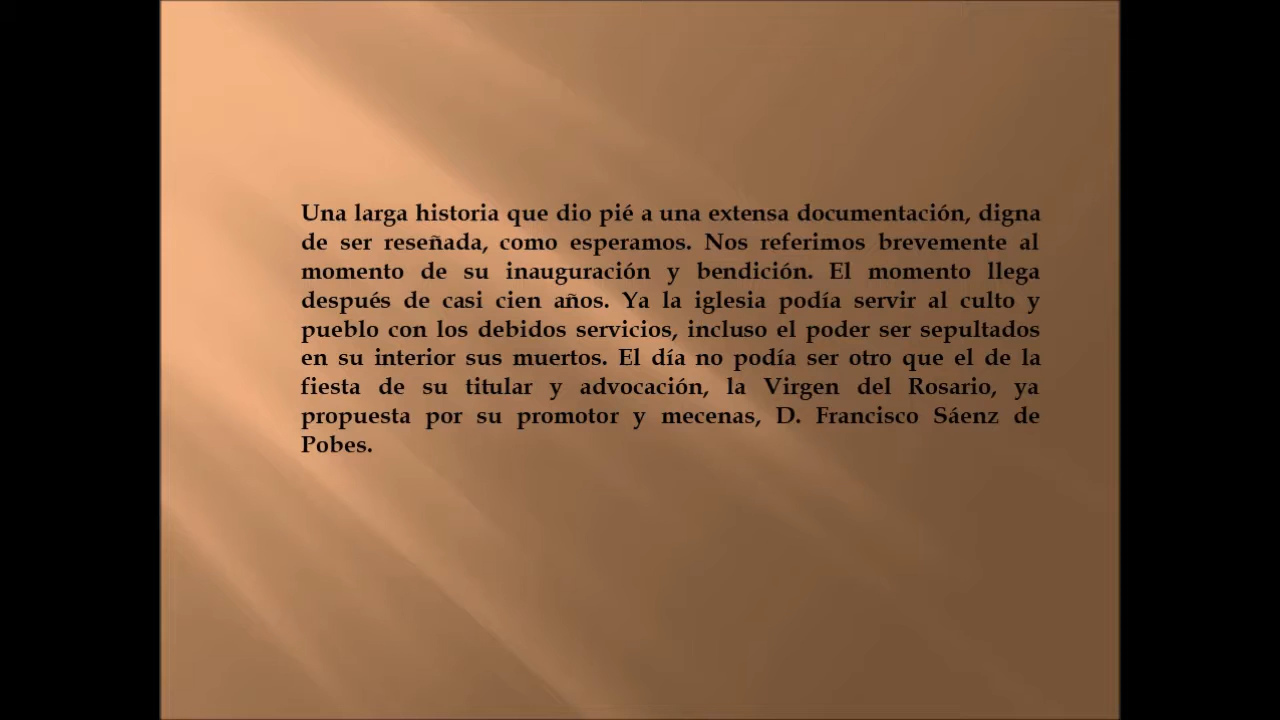 Una larga historia que dio pié a una extensa documentación, digna
de ser reseñada, como esperamos. Nos referimos brevemente al
momento de su inauguración y bendición. El momento llega
después de casi cien años. Ya la iglesia podía servir al culto y
pueblo con los debidos servicios, incluso el poder ser sepultados
en su interior sus muertos. El día no podía ser otro que el de la
fiesta de su titular y advocación, la Virgen del Rosario, ya
propuesta por su promotor y mecenas, D. Francisco Sáenz de
Pobes.